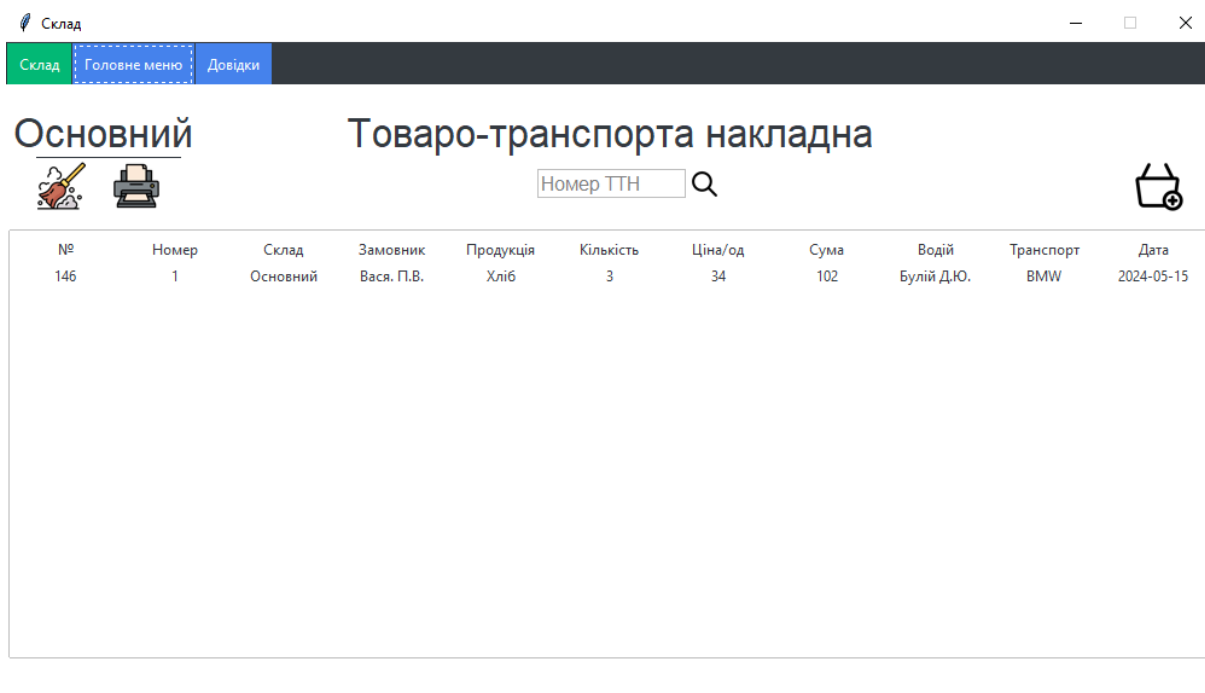 Склад
Склад Головне меню Довідки
Основний Товаро-транспорта накладна
Номер ТТН
№ Номер Склад Замовник Продукція Кількість Ціна/од Сума Водій Транспорт Дата
146 1 Основний Вася. П.В. Хліб 3 34 102 Булій Д.Ю. BMW 2024-05-15